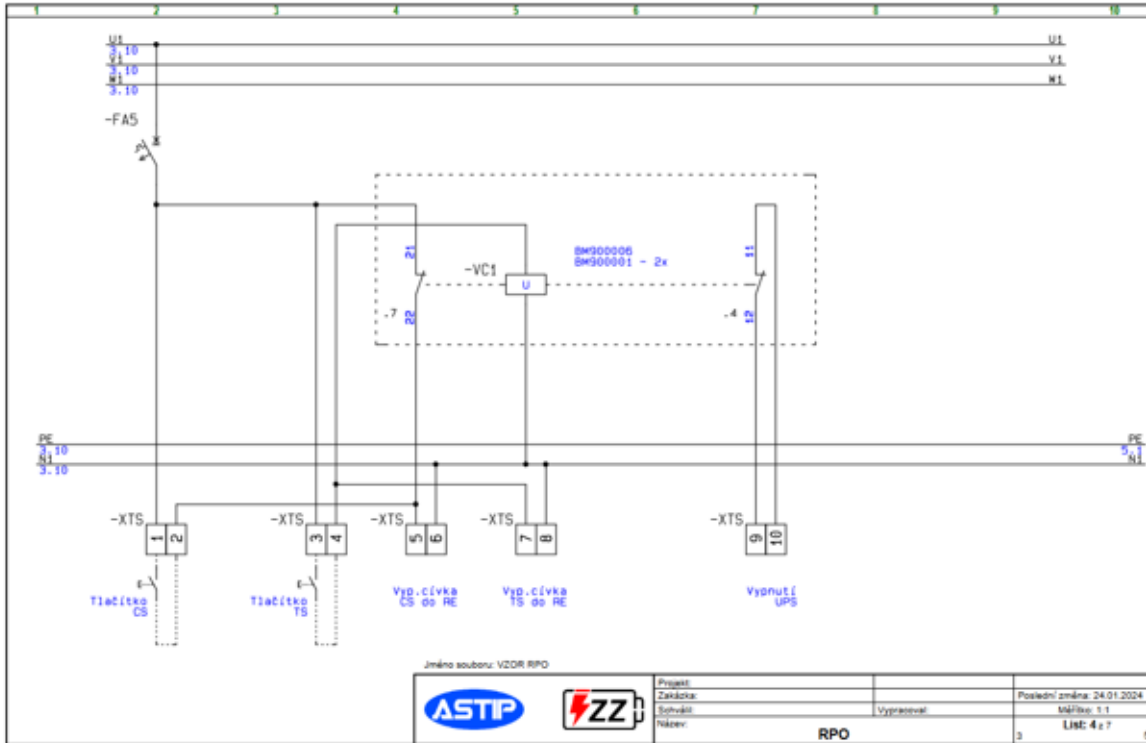 1 2 3 4 5 6 7 8 9 10
U1 U1
3.10
V1 V1
3.10
W1 W1
3.10
-FA5
21 BM900006 11
-VC1 BM900001 - 2x
U
.7 22 .4 12
PE PE
3.10 5.1
N1 N1
3.10
-XTS 1 2 -XTS 3 4 -XTS 5 6 -XTS 7 8 -XTS 9 10
Tlačítko CS
Tlačítko TS
Vyp.cívka CS do RE
Vyp.cívka TS do RE
Vypnutí UPS
Jméno souboru: VZOR RPO
ASTIP ZZ
Projekt:
Zakázka: Poslední změna: 24.01.2024
Schválil: Vypracoval: Měřítko: 1:1
Název: RPO List: 4 z 7
3